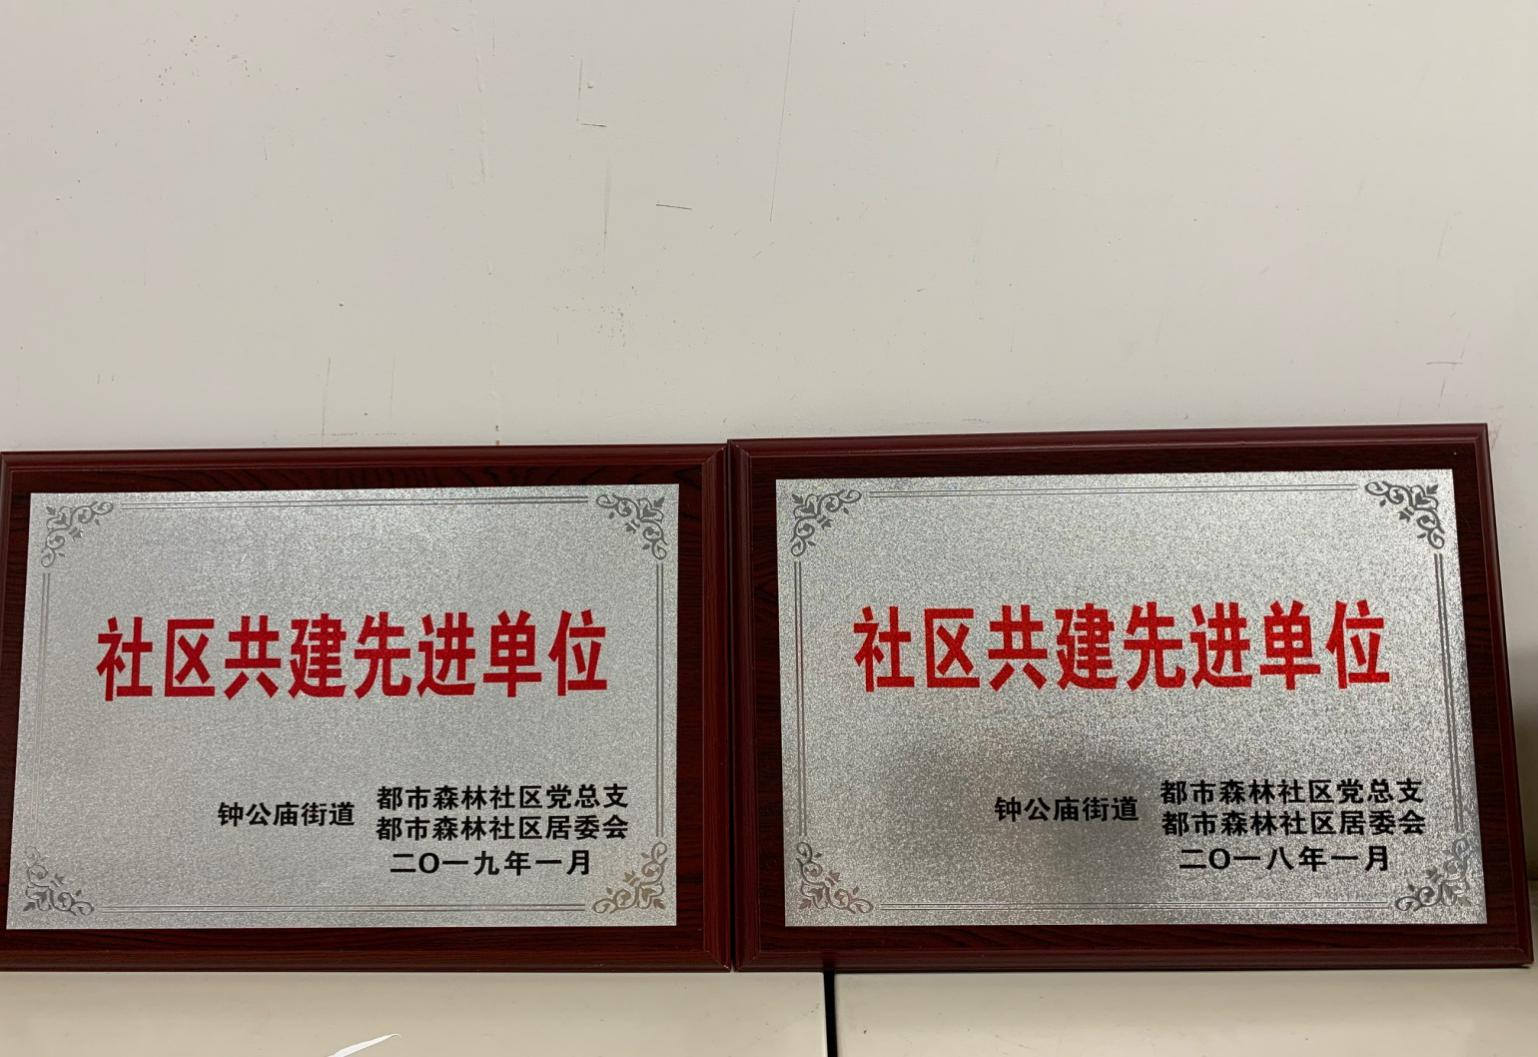 社区共建先进单位
钟公庙街道
都市森林社区党总支
都市森林社区居委会
二〇一九年一月
社区共建先进单位
钟公庙街道
都市森林社区党总支
都市森林社区居委会
二〇一八年一月